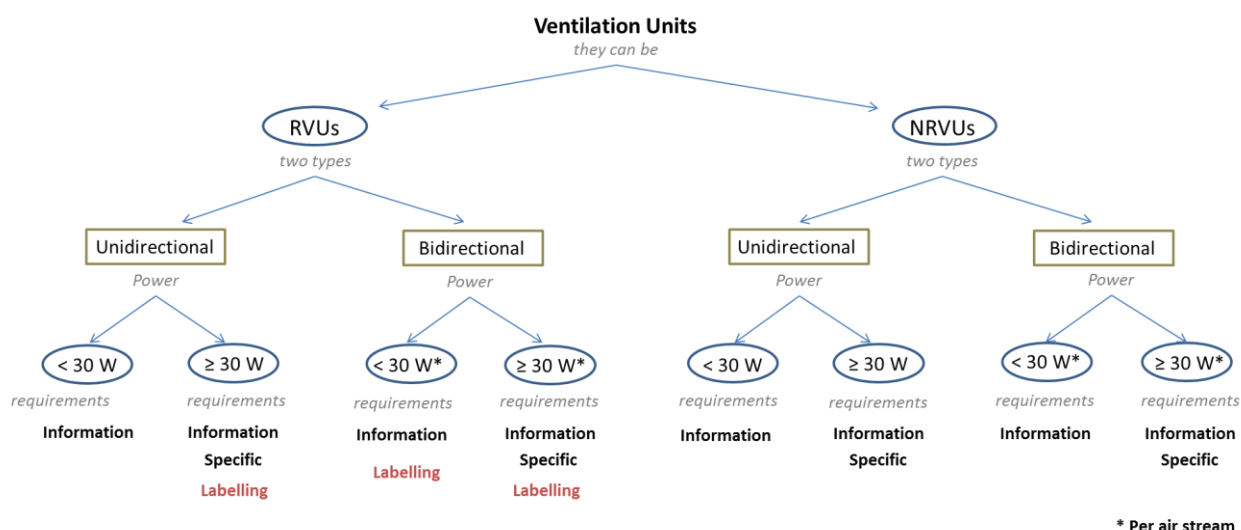 Ventilation Units
they can be
RVUs
NRVUs
two types
two types
Unidirectional
Bidirectional
Unidirectional
Bidirectional
Power
Power
Power
Power
< 30 W
≥ 30 W
< 30 W*
≥ 30 W*
< 30 W
≥ 30 W
< 30 W*
≥ 30 W*
requirements
requirements
requirements
requirements
requirements
requirements
requirements
requirements
Information
Information
Specific
Labelling
Information
Labelling
Information
Specific
Labelling
Information
Information
Specific
Information
Information
Specific
* Per air stream